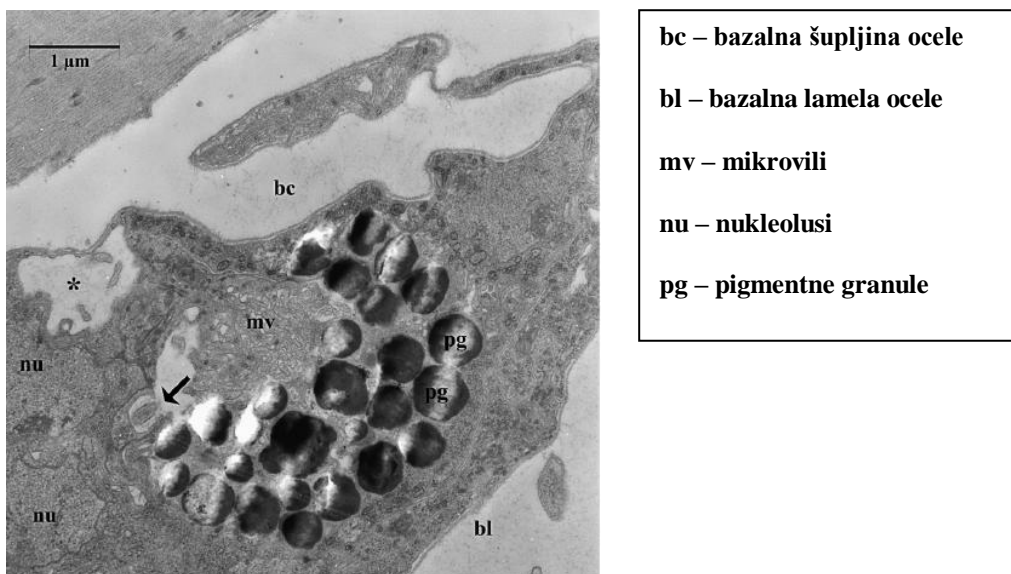 1 µm
bc
*
mv
nu
pg
pg
nu
bl
bc – bazalna šupljina ocele
bl – bazalna lamela ocele
mv – mikrovili
nu – nukleolusi
pg – pigmentne granule